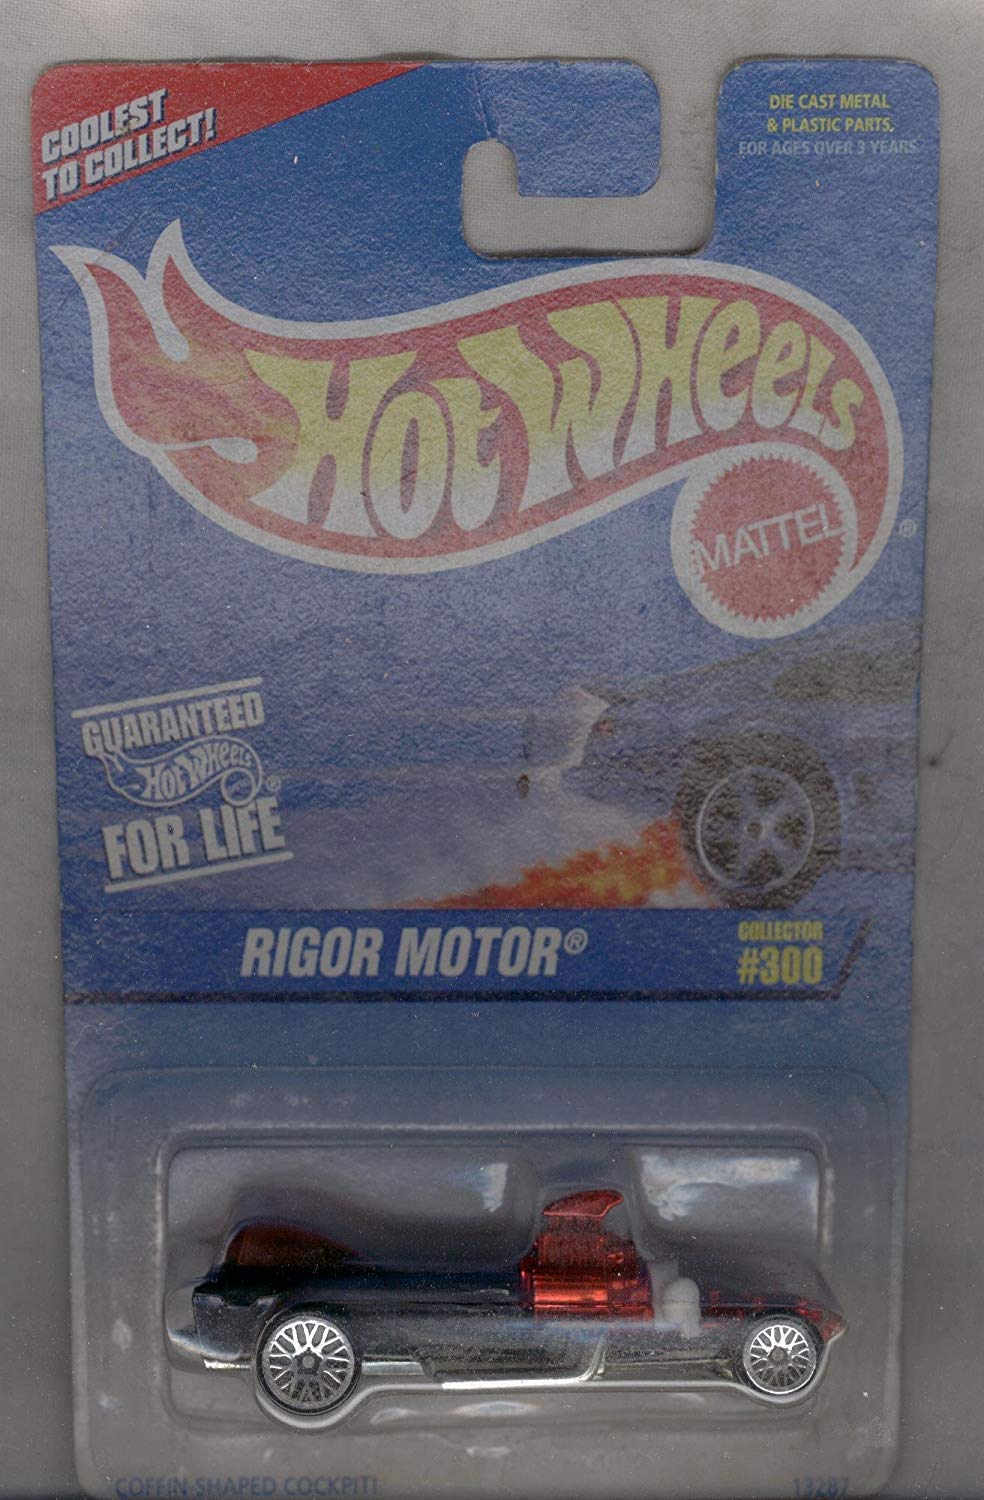 COOLEST
TO COLLECT!
DIE CAST METAL
& PLASTIC PARTS.
FOR AGES OVER 3 YEARS.
HOT WHEELS
MATTEL
®
GUARANTEED
HOT WHEELS®
FOR LIFE
RIGOR MOTOR®
COLLECTOR
#300
COFFIN-SHAPED COCKPIT!
13287